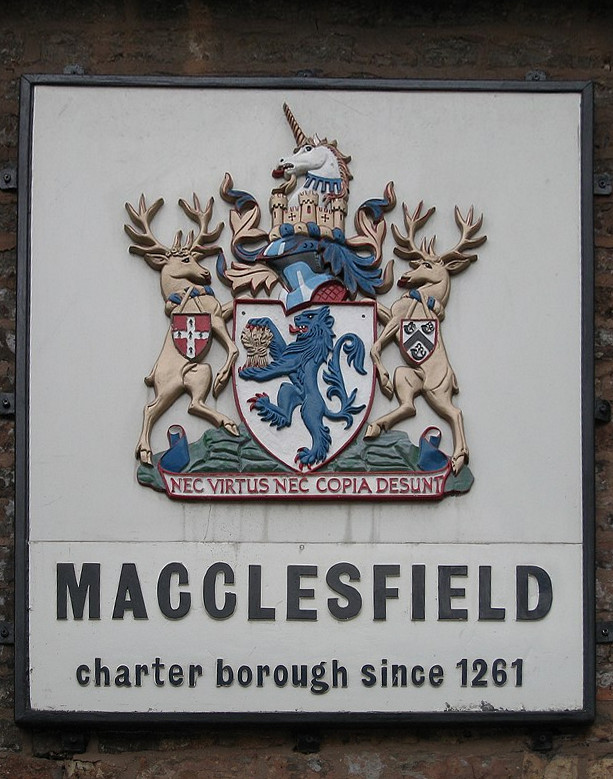 NEC VIRTUS NEC COPIA DESUNT
MACCLESFIELD
charter borough since 1261